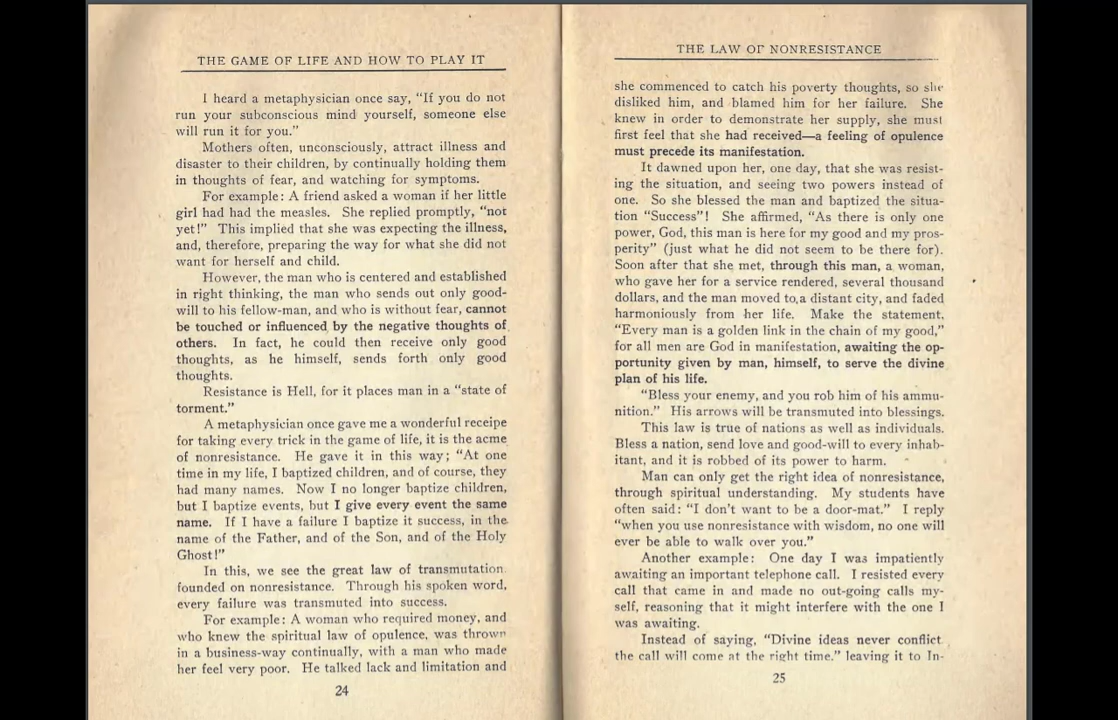 THE GAME OF LIFE AND HOW TO PLAY IT
I heard a metaphysician once say, "If you do not
run your subconscious mind yourself, someone else
will run it for you."
Mothers often, unconsciously, attract illness and
disaster to their children, by continually holding them
in thoughts of fear, and watching for symptoms.
For example: A friend asked a woman if her little
girl had had the measles. She replied promptly, "not
yet!" This implied that she was expecting the illness,
and, therefore, preparing the way for what she did not
want for herself and child.
However, the man who is centered and established
in right thinking, the man who sends out only good-
will to his fellow-man, and who is without fear, cannot
be touched or influenced by the negative thoughts of
others. In fact, he could then receive only good
thoughts, as he himself, sends forth only good
thoughts.
Resistance is Hell, for it places man in a "state of
torment."
A metaphysician once gave me a wonderful receipe
for taking every trick in the game of life, it is the acme
of nonresistance. He gave it in this way; "At one
time in my life, I baptized children, and of course, they
had many names. Now I no longer baptize children,
but I baptize events, but I give every event the same
name. If I have a failure I baptize it success, in the
name of the Father, and of the Son, and of the Holy
Ghost!"
In this, we see the great law of transmutation
founded on nonresistance. Through his spoken word,
every failure was transmuted into success.
For example: A woman who required money, and
who knew the spiritual law of opulence, was thrown
in a business-way continually, with a man who made
her feel very poor. He talked lack and limitation and
24
THE LAW OF NONRESISTANCE
she commenced to catch his poverty thoughts, so she
disliked him, and blamed him for her failure. She
knew in order to demonstrate her supply, she must
first feel that she had received—a feeling of opulence
must precede its manifestation.
It dawned upon her, one day, that she was resist-
ing the situation, and seeing two powers instead of
one. So she blessed the man and baptized the situa-
tion "Success"! She affirmed, "As there is only one
power, God, this man is here for my good and my pros-
perity" (just what he did not seem to be there for).
Soon after that she met, through this man, a woman,
who gave her for a service rendered, several thousand
dollars, and the man moved to a distant city, and faded
harmoniously from her life. Make the statement,
"Every man is a golden link in the chain of my good,"
for all men are God in manifestation, awaiting the op-
portunity given by man, himself, to serve the divine
plan of his life.
"Bless your enemy, and you rob him of his ammu-
nition." His arrows will be transmuted into blessings.
This law is true of nations as well as individuals.
Bless a nation, send love and good-will to every inhab-
itant, and it is robbed of its power to harm.
Man can only get the right idea of nonresistance,
through spiritual understanding. My students have
often said: "I don't want to be a door-mat." I reply
"when you use nonresistance with wisdom, no one will
ever be able to walk over you."
Another example: One day I was impatiently
awaiting an important telephone call. I resisted every
call that came in and made no out-going calls my-
self, reasoning that it might interfere with the one I
was awaiting.
Instead of saying, "Divine ideas never conflict
the call will come at the right time." leaving it to In-
25